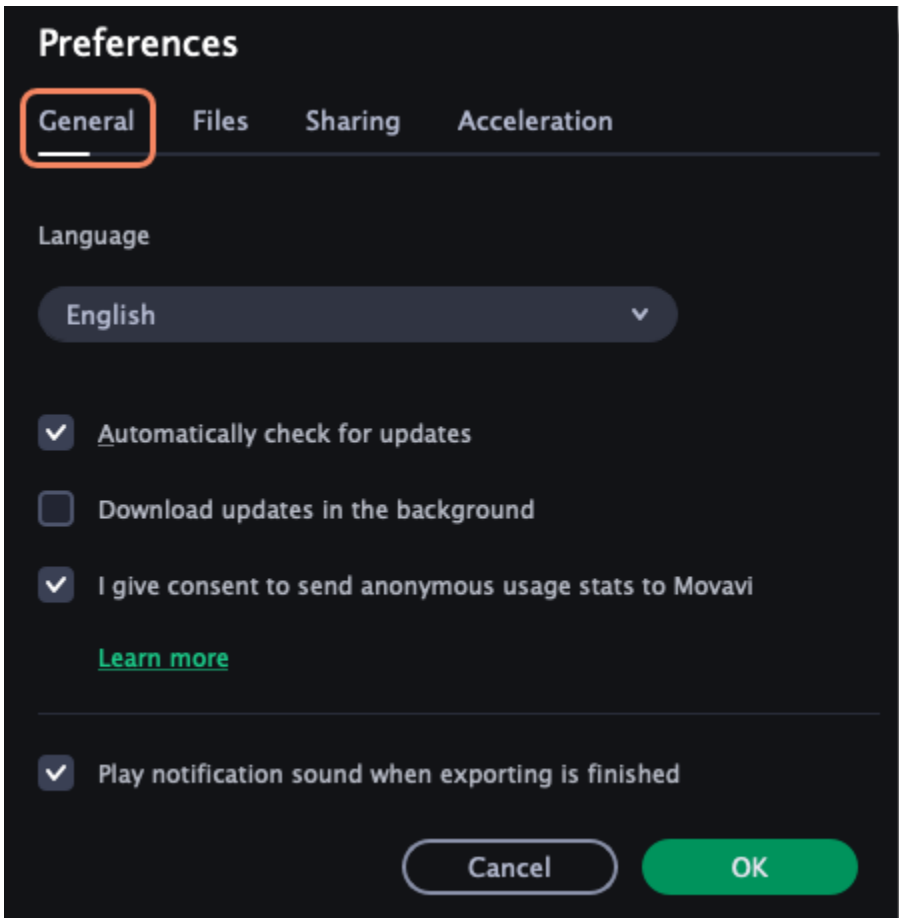 Preferences
General Files Sharing Acceleration
Language
English
Automatically check for updates
Download updates in the background
I give consent to send anonymous usage stats to Movavi
Learn more
Play notification sound when exporting is finished
Cancel OK